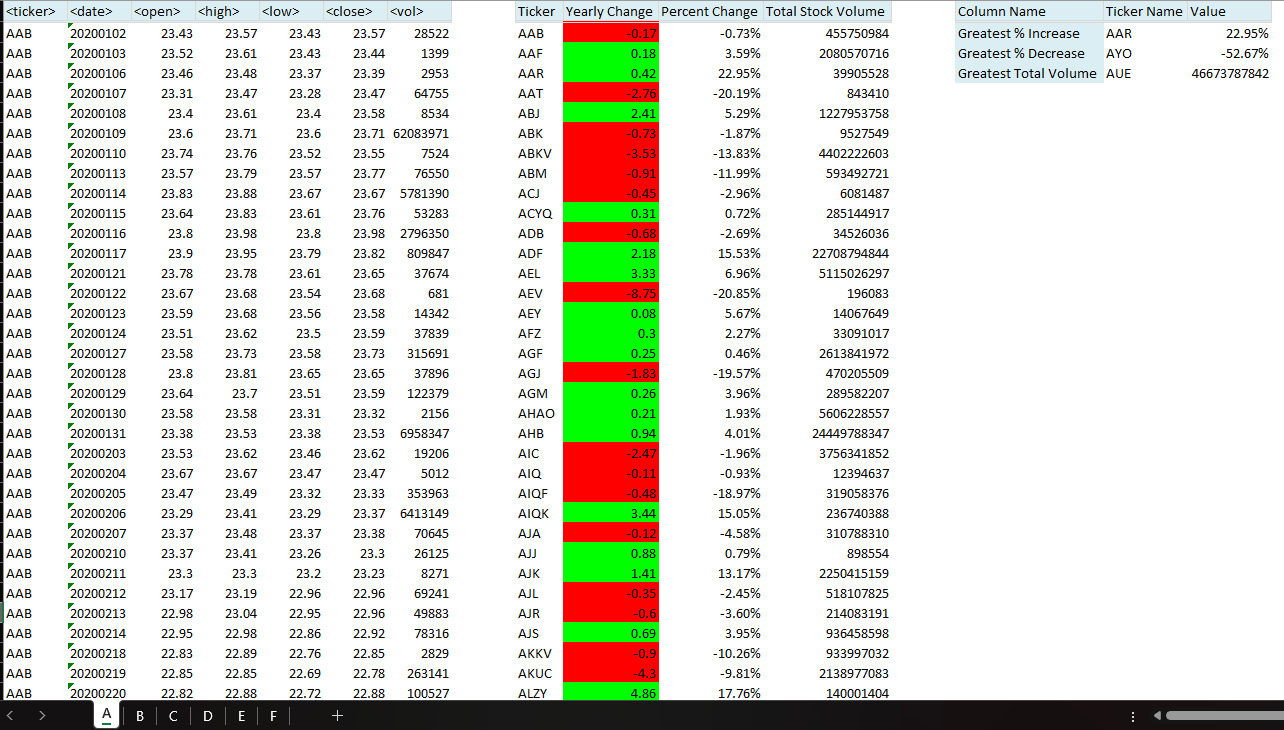 <ticker> <date> <open> <high> <low> <close> <vol> Ticker Yearly Change Percent Change Total Stock Volume Column Name Ticker Name Value
AAB 20200102 23.43 23.57 23.43 23.57 28522 AAB -0.17 -0.73% 455750984 Greatest % Increase AAR 22.95%
AAB 20200103 23.52 23.61 23.43 23.44 1399 AAF 0.18 3.59% 2080570716 Greatest % Decrease AYO -52.67%
AAB 20200106 23.46 23.48 23.37 23.39 2953 AAR 0.42 22.95% 39905528 Greatest Total Volume AUE 46673787842
AAB 20200107 23.31 23.47 23.28 23.47 64755 AAT -2.76 -20.19% 843410
AAB 20200108 23.4 23.61 23.4 23.58 8534 ABJ 2.41 5.29% 1227953758
AAB 20200109 23.6 23.71 23.6 23.71 62083971 ABK -0.73 -1.87% 9527549
AAB 20200110 23.74 23.76 23.52 23.55 7524 ABKV -3.53 -13.83% 4402222603
AAB 20200113 23.57 23.79 23.57 23.77 76550 ABM -0.91 -11.99% 593492721
AAB 20200114 23.83 23.88 23.67 23.67 5781390 ACJ -0.45 -2.96% 6081487
AAB 20200115 23.64 23.83 23.61 23.76 53283 ACYQ 0.31 0.72% 285144917
AAB 20200116 23.8 23.98 23.8 23.98 2796350 ADB -0.68 -2.69% 34526036
AAB 20200117 23.9 23.95 23.79 23.82 809847 ADF 2.18 15.53% 22708794844
AAB 20200121 23.78 23.78 23.61 23.65 37674 AEL 3.33 6.96% 5115026297
AAB 20200122 23.67 23.68 23.54 23.68 681 AEV -8.75 -20.85% 196083
AAB 20200123 23.59 23.68 23.56 23.58 14342 AEY 0.08 5.67% 14067649
AAB 20200124 23.51 23.62 23.5 23.59 37839 AFZ 0.3 2.27% 33091017
AAB 20200127 23.58 23.73 23.58 23.73 315691 AGF 0.25 0.46% 2613841972
AAB 20200128 23.8 23.81 23.65 23.65 37896 AGJ -1.83 -19.57% 470205509
AAB 20200129 23.64 23.7 23.51 23.59 122379 AGM 0.26 3.96% 289582207
AAB 20200130 23.58 23.58 23.31 23.32 2156 AHAO 0.21 1.93% 5606228557
AAB 20200131 23.38 23.53 23.38 23.53 6958347 AHB 0.94 4.01% 24449788347
AAB 20200203 23.53 23.62 23.46 23.62 19206 AIC -2.47 -1.96% 3756341852
AAB 20200204 23.67 23.67 23.47 23.47 5012 AIQ -0.11 -0.93% 12394637
AAB 20200205 23.47 23.49 23.32 23.33 353963 AIQF -0.48 -18.97% 319058376
AAB 20200206 23.29 23.41 23.29 23.37 6413149 AIQK 3.44 15.05% 236740388
AAB 20200207 23.37 23.48 23.37 23.38 70645 AJA -0.12 -4.58% 310788310
AAB 20200210 23.37 23.41 23.26 23.3 26125 AJJ 0.88 0.79% 898554
AAB 20200211 23.3 23.3 23.2 23.23 8271 AJK 1.41 13.17% 2250415159
AAB 20200212 23.17 23.19 22.96 22.96 69241 AJL -0.35 -2.45% 518107825
AAB 20200213 22.98 23.04 22.95 22.96 49883 AJR -0.6 -3.60% 214083191
AAB 20200214 22.95 22.98 22.86 22.92 78316 AJS 0.69 3.95% 936458598
AAB 20200218 22.83 22.89 22.76 22.85 2829 AKKV -0.9 -10.26% 933997032
AAB 20200219 22.85 22.85 22.69 22.78 263141 AKUC -4.3 -9.81% 2138977083
AAB 20200220 22.82 22.88 22.72 22.88 100527 ALZY 4.86 17.76% 140001404
A B C D E F